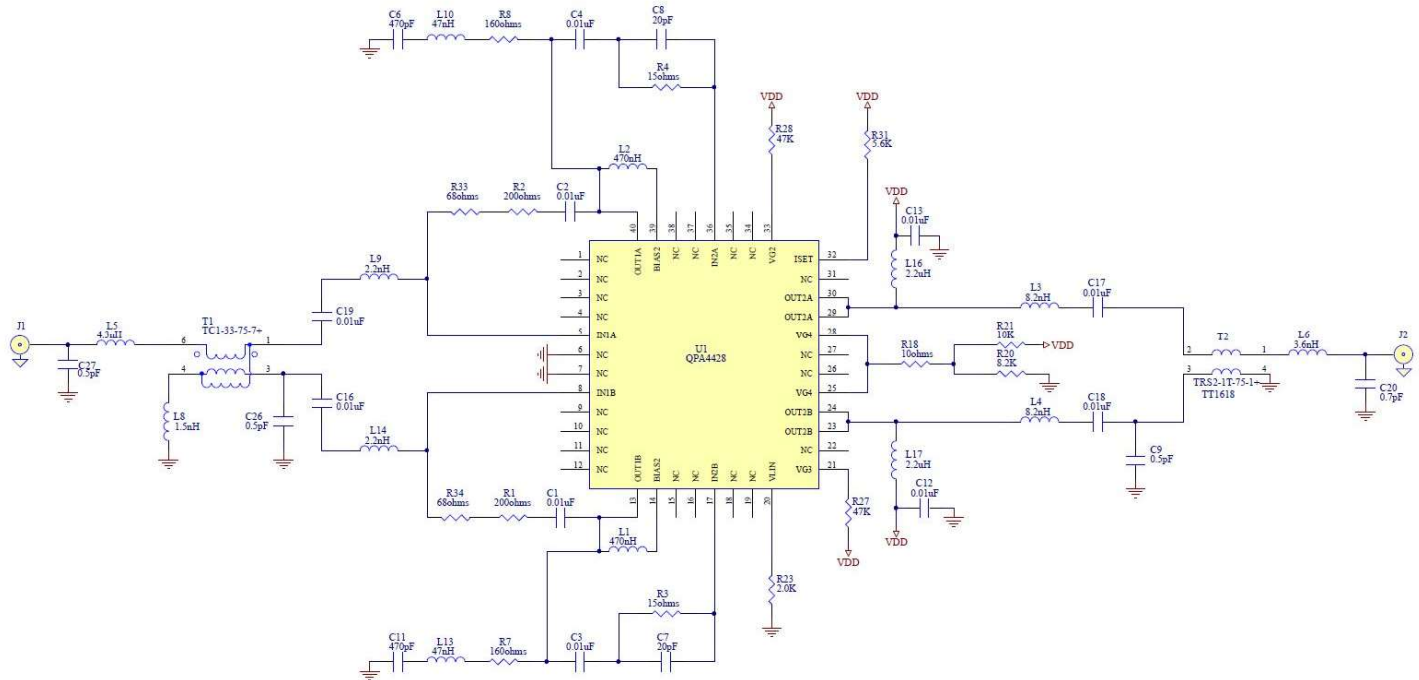 C6
470pF
L10
47nH
R8
160ohms
C4
0.01uF
C8
20pF
R4
15ohms
VDD
R28
47K
VDD
R31
5.6K
L2
470nH
R33
68ohms
R2
200ohms
C2
0.01uF
VDD
C13
0.01uF
L16
2.2uH
40 39 38 37 36 35 34 33
OUT1A BIAS2 NC NC IN2A NC NC VG2
1 NC
2 NC
3 NC
4 NC
5 IN1A
6 NC
7 NC
8 IN1B
9 NC
10 NC
11 NC
12 NC
U1
QPA4428
ISET 32
NC 31
OUT2A 30
OUT2A 29
VG4 28
NC 27
NC 26
VG4 25
OUT2B 24
OUT2B 23
NC 22
VG3 21
OUT1B BIAS2 NC NC IN2B NC NC VLIN
13 14 15 16 17 18 19 20
L9
2.2nH
C19
0.01uF
J1
L5
T1
TC1-33-75-7+
6 1
4 3
C27
0.5pF
L8
1.5nH
C26
0.5pF
C16
0.01uF
L14
2.2nH
L3
8.2nH
C17
0.01uF
R18
10ohms
R21
10K
VDD
R20
8.2K
T2
2 1
3 4
TRS2-1T-75-1+
TT1618
L6
3.6nH
J2
C20
0.7pF
L4
8.2nH
C18
0.01uF
C9
0.5pF
L17
2.2uH
C12
0.01uF
VDD
R27
47K
VDD
R34
68ohms
R1
200ohms
C1
0.01uF
L1
470nH
R23
2.0K
R3
15ohms
C11
470pF
L13
47nH
R7
160ohms
C3
0.01uF
C7
20pF